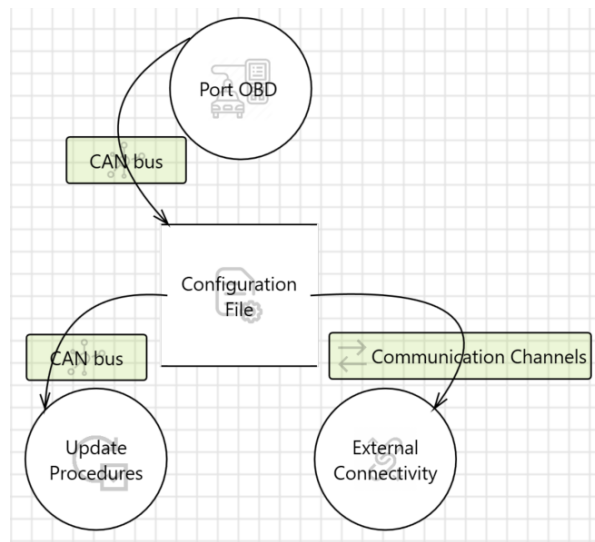 Port OBD
CAN bus
Configuration
File
CAN bus
Communication Channels
Update
Procedures
External
Connectivity